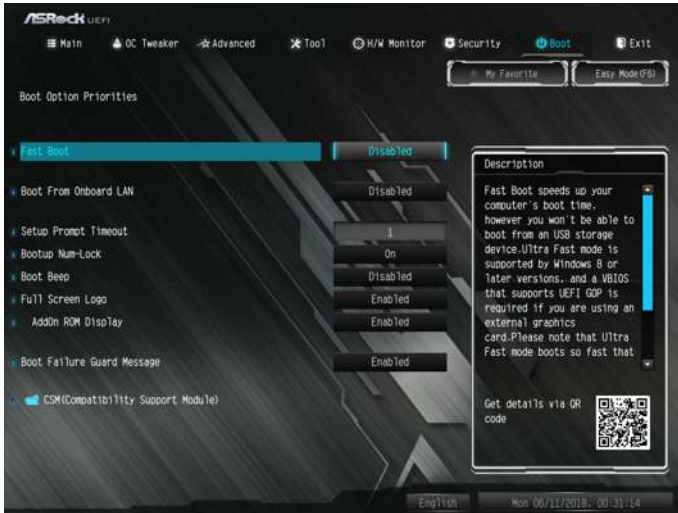 ASRock UEFI
Main
OC Tweaker
Advanced
Tool
H/W Monitor
Security
Boot
Exit
My Favorite
Easy Mode(F6)
Boot Option Priorities
Fast Boot Disabled
Boot From Onboard LAN Disabled
Setup Prompt Timeout 1
Bootup Num-Lock On
Boot Beep Disabled
Full Screen Logo Enabled
AddOn ROM Display Enabled
Boot Failure Guard Message Enabled
CSM(Compatibility Support Module)
Description
Fast Boot speeds up your
computer's boot time.
however you won't be able to
boot from an USB storage
device.Ultra Fast mode is
supported by Windows 8 or
later versions. and a VBIOS
that supports UEFI GOP is
required if you are using an
external graphics
card.Please note that Ultra
Fast mode boots so fast that
Get details via QR
code
English
Mon 06/11/2018. 00:31:14